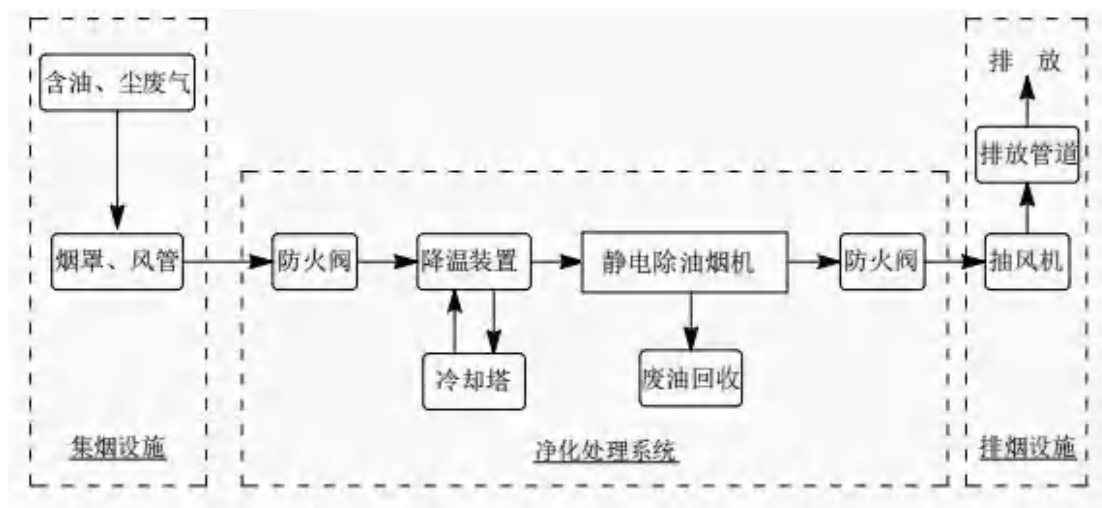 含油、尘废气
烟罩、风管
集烟设施
防火阀
降温装置
静电除油烟机
防火阀
冷却塔
废油回收
净化处理系统
排 放
排放管道
抽风机
排烟设施